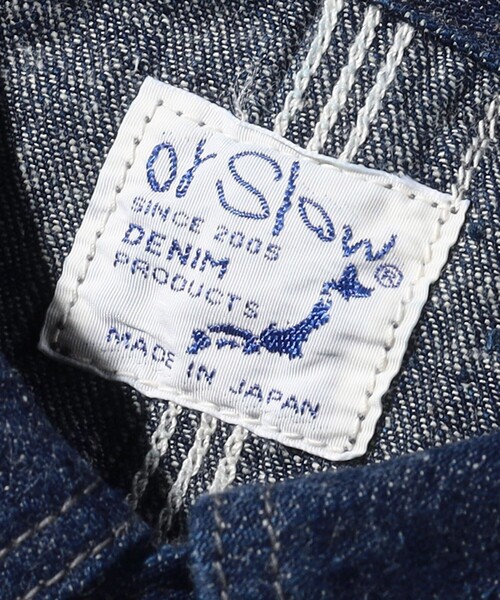 or Slow
SINCE 2005
DENIM
PRODUCTS
®
MADE IN JAPAN